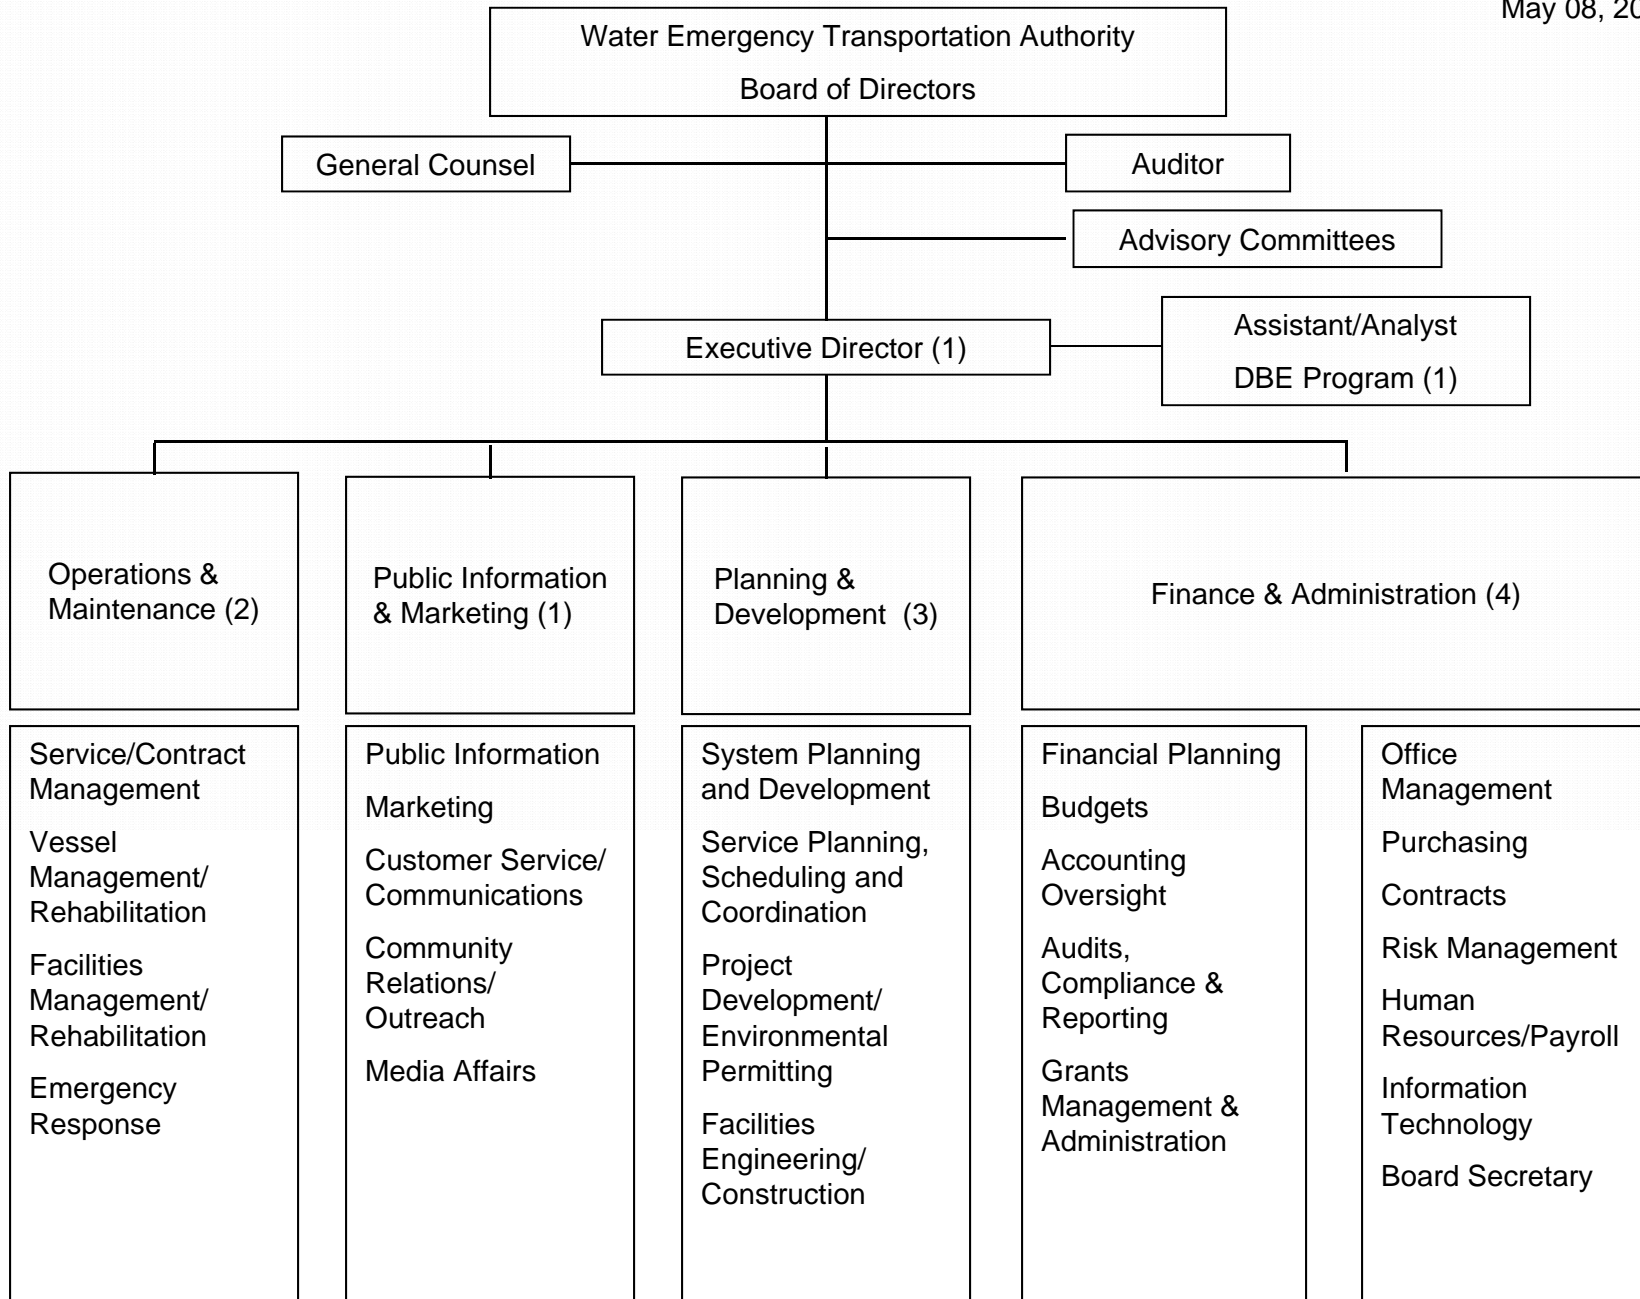 May 08, 20
Water Emergency Transportation Authority
Board of Directors
General Counsel
Auditor
Advisory Committees
Executive Director (1)
Assistant/Analyst
DBE Program (1)
Operations &
Maintenance (2)
Public Information
& Marketing (1)
Planning &
Development (3)
Finance & Administration (4)
Service/Contract
Management
Vessel
Management/
Rehabilitation
Facilities
Management/
Rehabilitation
Emergency
Response
Public Information
Marketing
Customer Service/
Communications
Community
Relations/
Outreach
Media Affairs
System Planning
and Development
Service Planning,
Scheduling and
Coordination
Project
Development/
Environmental
Permitting
Facilities
Engineering/
Construction
Financial Planning
Budgets
Accounting
Oversight
Audits,
Compliance &
Reporting
Grants
Management &
Administration
Office
Management
Purchasing
Contracts
Risk Management
Human
Resources/Payroll
Information
Technology
Board Secretary